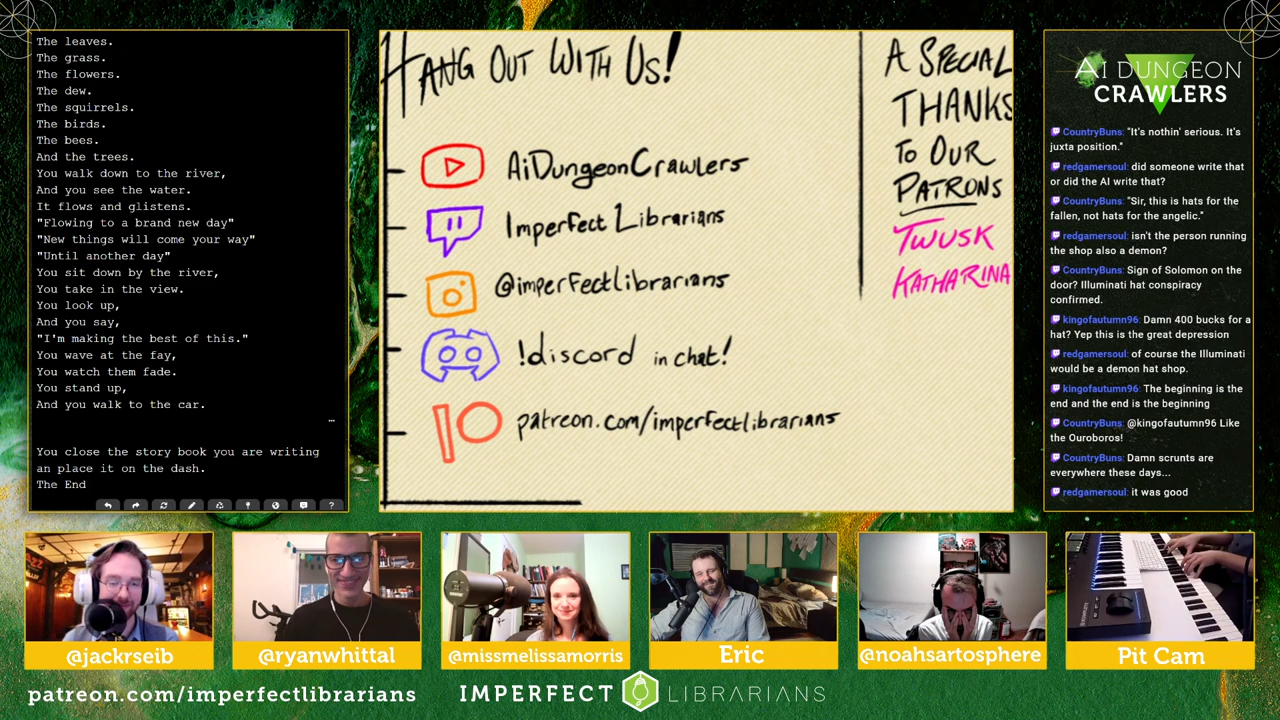 The leaves.
The grass.
The flowers.
The dew.
The squirrels.
The birds.
The bees.
And the trees.
You walk down to the river,
And you see the water.
It flows and glistens.
"Flowing to a brand new day"
"New things will come your way"
"Until another day"
You sit down by the river,
You take in the view.
You look up,
And you say,
"I'm making the best of this."
You wave at the fay,
You watch them fade.
You stand up,
And you walk to the car.
…
You close the story book you are writing
an place it on the dash.
The End
?
HANG OUT WITH US!
AiDungeonCrawlers
Imperfect Librarians
@imperfectlibrarians
!discord in chat!
patreon.com/imperfectlibrarians
A SPECIAL
THANKS
TO OUR
PATRONS
TWUSK
KATHARINA
AI DUNGEON
CRAWLERS
CountryBuns: "It's nothin' serious. It's
juxta position."
redgamersoul: did someone write that
or did the AI write that?
CountryBuns: "Sir, this is hats for the
fallen, not hats for the angelic."
redgamersoul: isn't the person running
the shop also a demon?
CountryBuns: Sign of Solomon on the
door? Illuminati hat conspiracy
confirmed.
kingofautumn96: Damn 400 bucks for a
hat? Yep this is the great depression
redgamersoul: of course the Illuminati
would be a demon hat shop.
kingofautumn96: The beginning is the
end and the end is the beginning
CountryBuns: @kingofautumn96 Like
the Ouroboros!
CountryBuns: Damn scrunts are
everywhere these days...
redgamersoul: it was good
@jackrseib
@ryanwhittal
@missmelissamorris
Eric
@noahsartosphere
Pit Cam
patreon.com/imperfectlibrarians
IMPERFECT LIBRARIANS